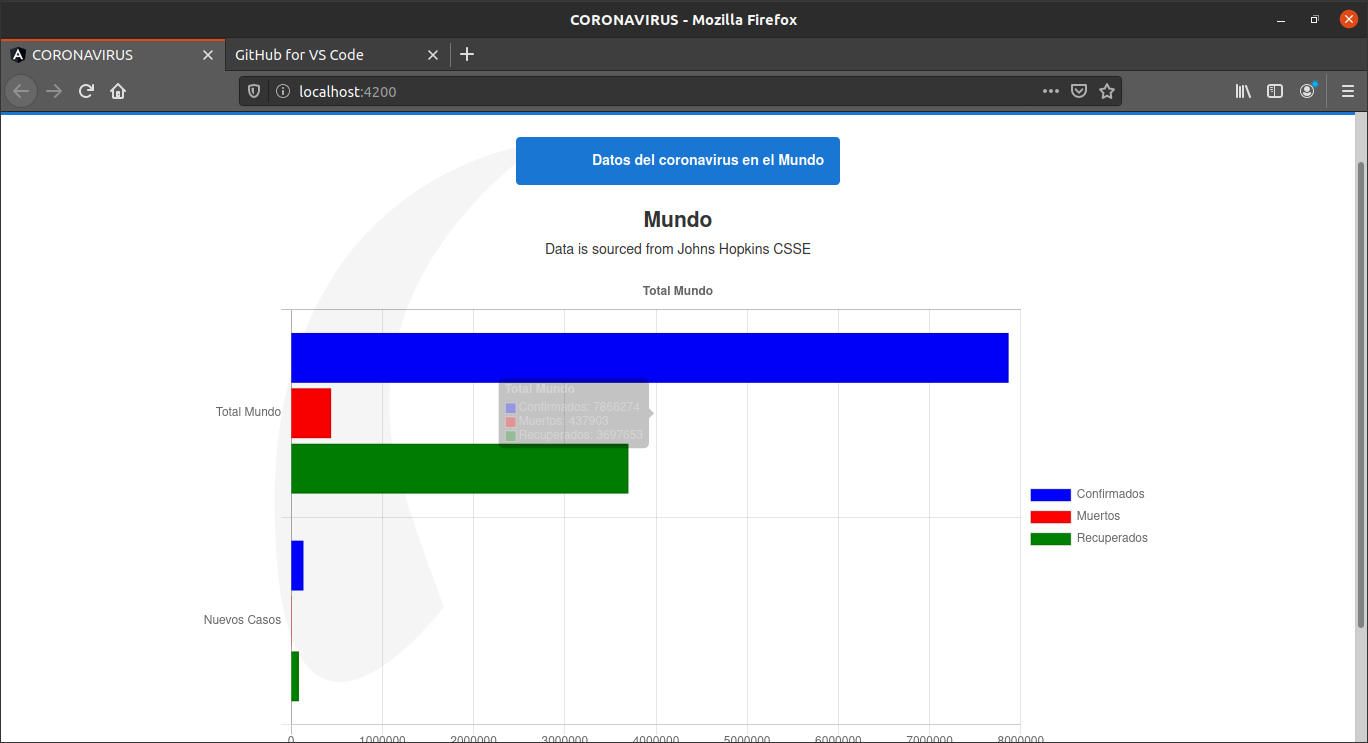 CORONAVIRUS - Mozilla Firefox
CORONAVIRUS
GitHub for VS Code
localhost:4200
Datos del coronavirus en el Mundo
Mundo
Data is sourced from Johns Hopkins CSSE
Total Mundo
Total Mundo
Total Mundo
Confirmados: 7866274
Muertos: 437903
Recuperados: 3697653
Confirmados
Muertos
Recuperados
Nuevos Casos
0 1000000 2000000 3000000 4000000 5000000 6000000 7000000 8000000